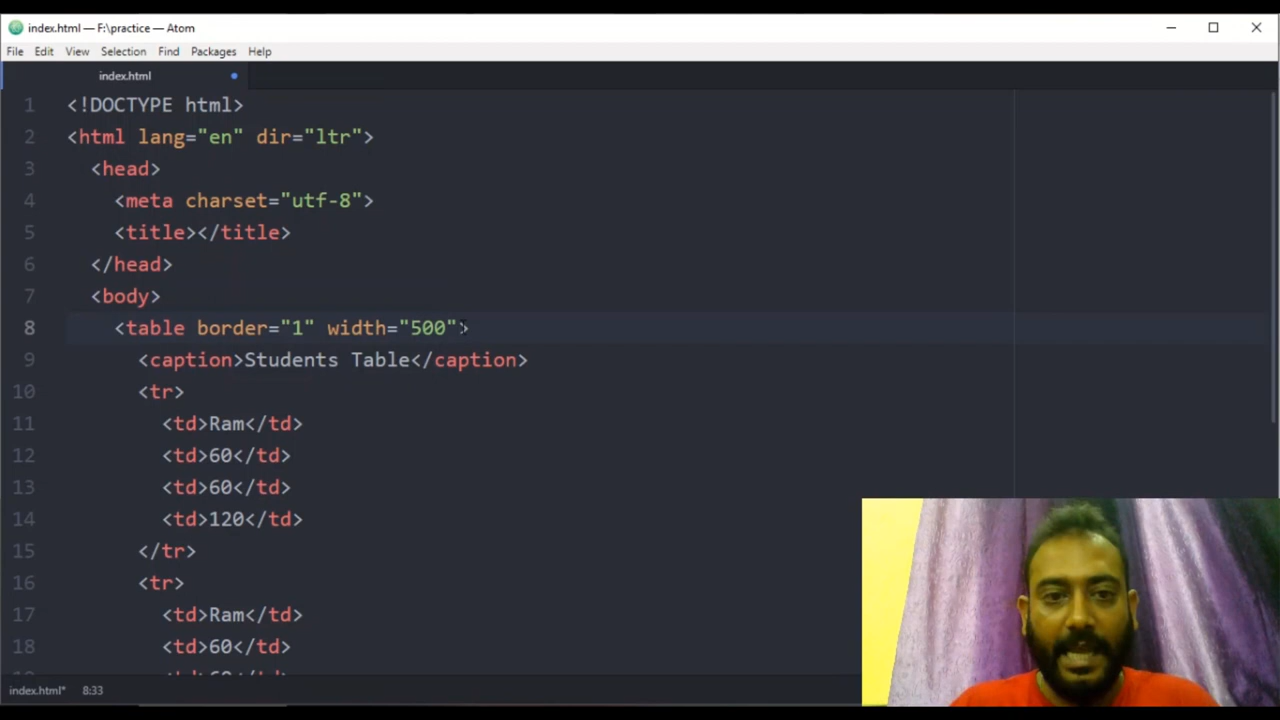 index.html — F:\practice — Atom
File Edit View Selection Find Packages Help
index.html
1 <!DOCTYPE html>
2 <html lang="en" dir="ltr">
3 <head>
4 <meta charset="utf-8">
5 <title></title>
6 </head>
7 <body>
8 <table border="1" width="500">
9 <caption>Students Table</caption>
10 <tr>
11 <td>Ram</td>
12 <td>60</td>
13 <td>60</td>
14 <td>120</td>
15 </tr>
16 <tr>
17 <td>Ram</td>
18 <td>60</td>
index.html* 8:33